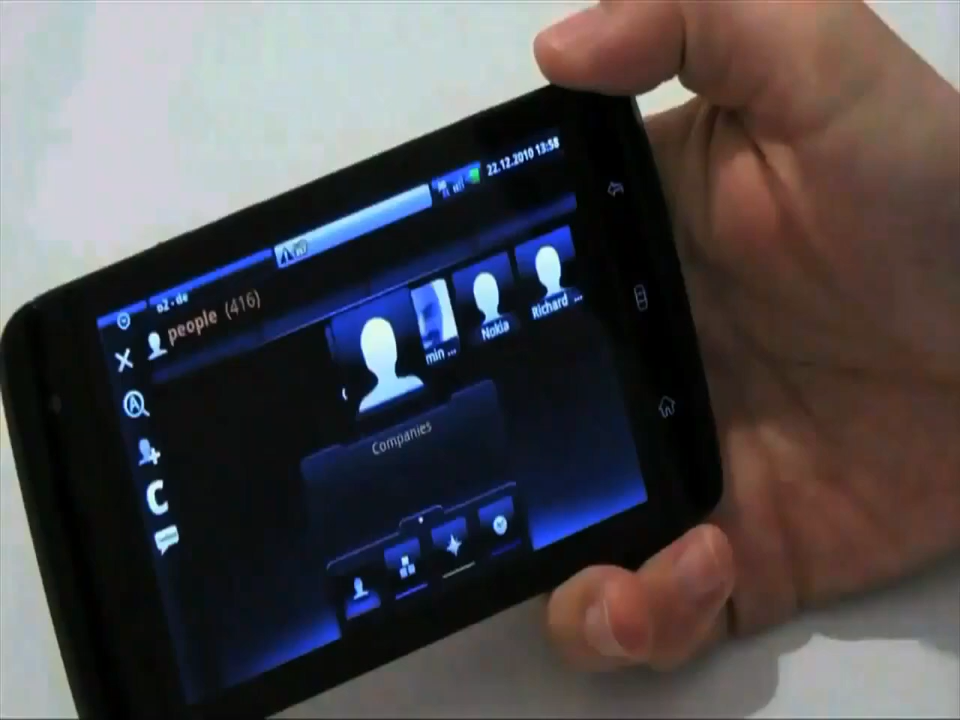 22.12.2010 13:58
o2 - de
people (416)
min ...
Nokia
Richard ...
Companies
A
C